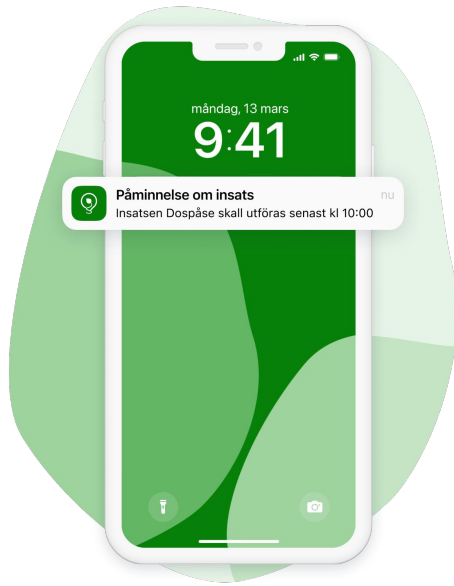 måndag, 13 mars
9:41
Påminnelse om insats nu
Insatsen Dospåse skall utföras senast kl 10:00